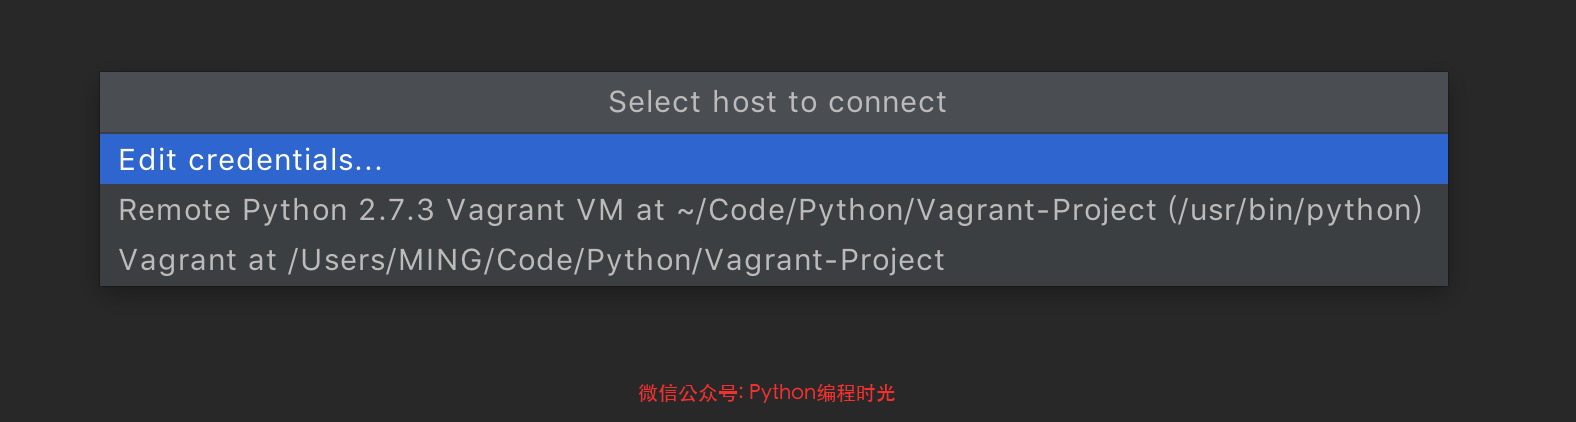 Select host to connect
Edit credentials...
Remote Python 2.7.3 Vagrant VM at ~/Code/Python/Vagrant-Project (/usr/bin/python)
Vagrant at /Users/MING/Code/Python/Vagrant-Project
微信公众号: Python编程时光